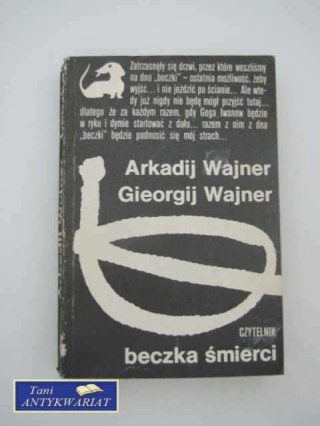 Zatrzasnęły się drzwi, przez które weszliśmy
na dno „beczki” - ostatnia możliwość, żeby
wyjść... i nie jeździć po ścianie... Ale wte-
dy już nigdy nie będę mógł przyjść tutaj...
dlatego że za każdym razem, gdy Goga Iwanow będzie
w ryku i dymie startować z dołu... razem z nim z dna
„beczki” będzie podnosić się mój strach...
Arkadij Wajner
Gieorgij Wajner
CZYTELNIK
beczka śmierci
Tani
ANTYKWARIAT